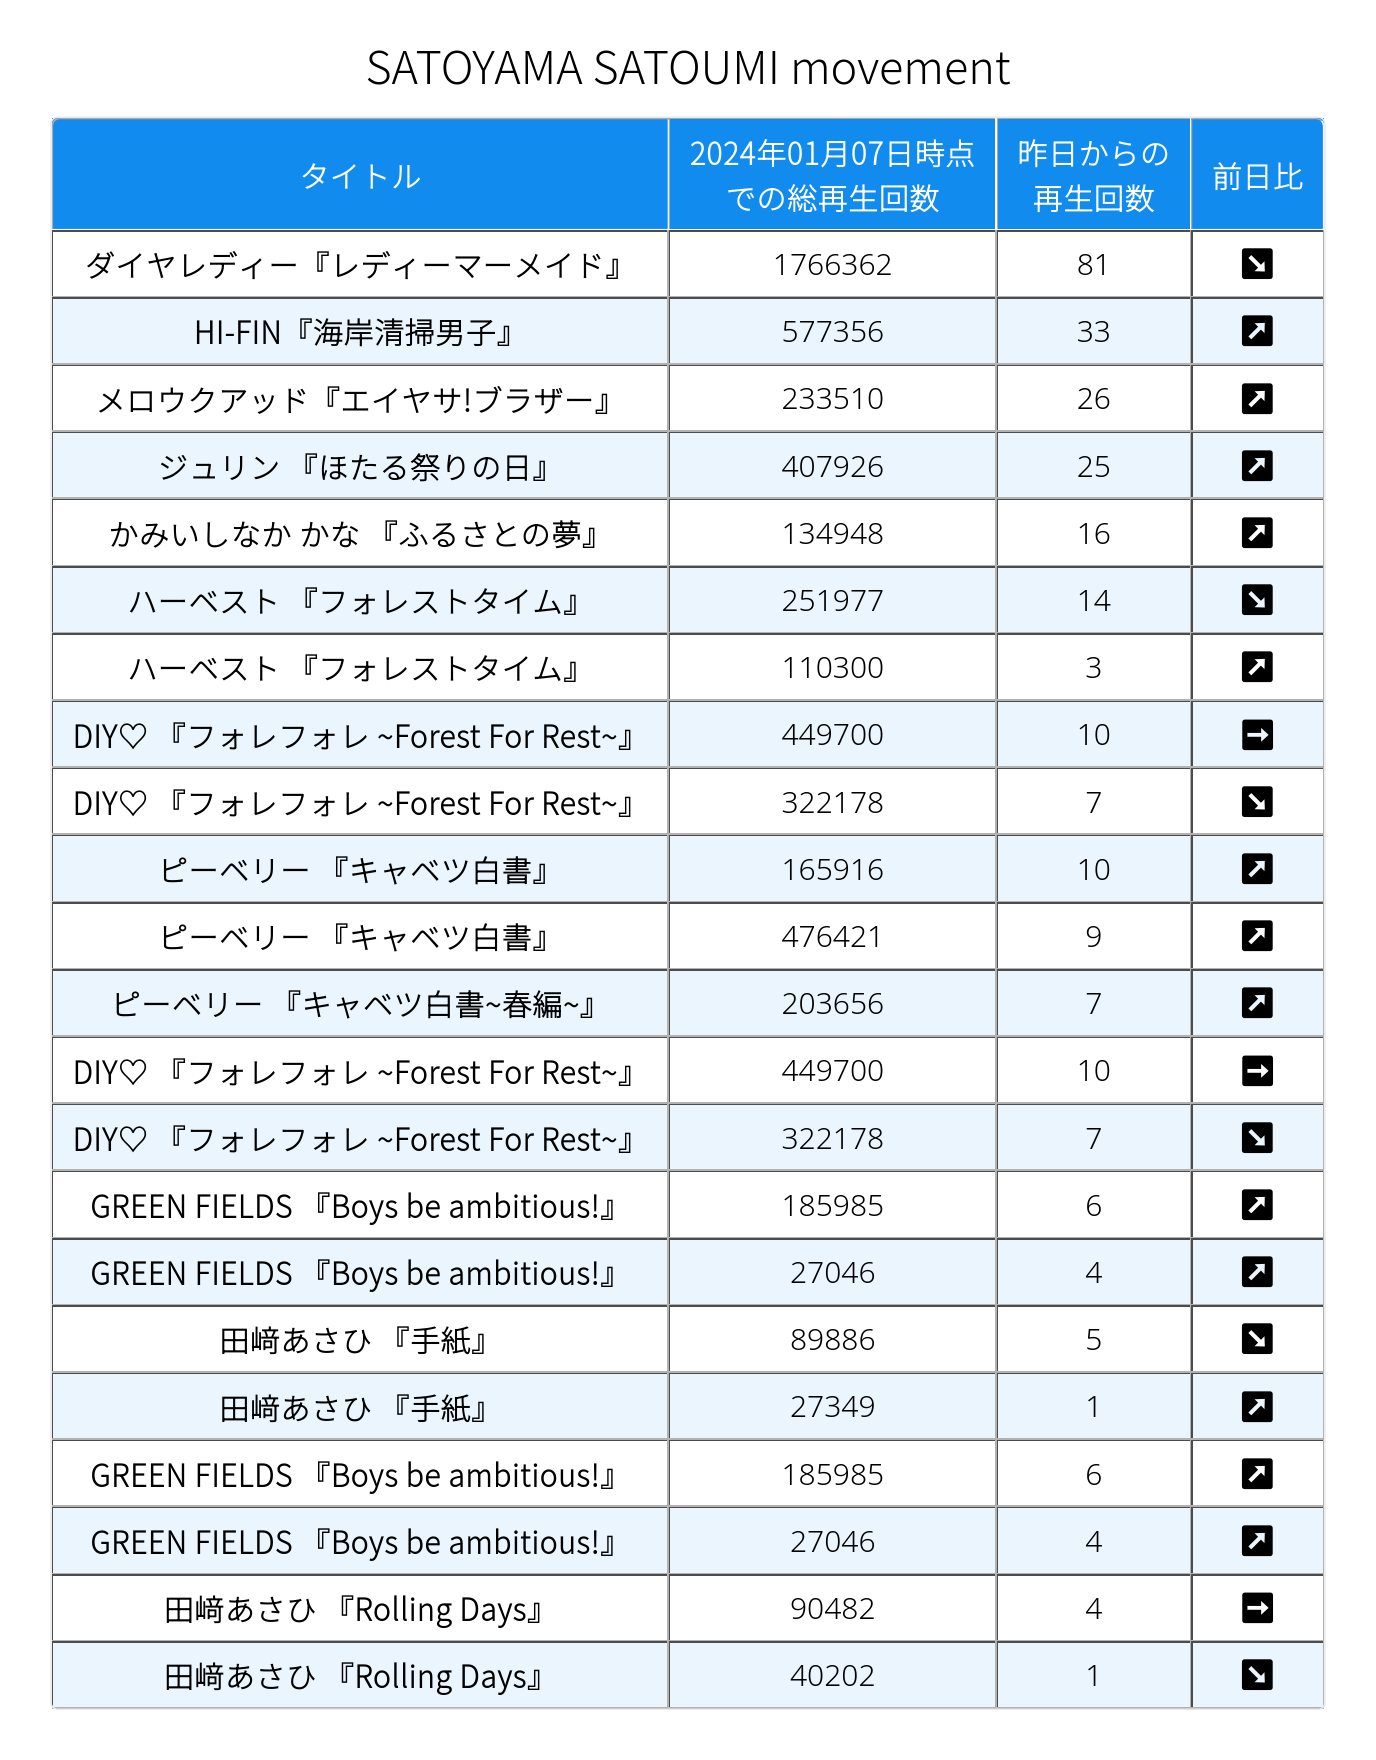 SATOYAMA SATOUMI movement
タイトル 2024年01月07日時点での総再生回数 昨日からの再生回数 前日比
ダイヤレディー『レディーマーメイド』 1766362 81 ↘
HI-FIN『海岸清掃男子』 577356 33 ↗
メロウクアッド『エイヤサ!ブラザー』 233510 26 ↗
ジュリン 『ほたる祭りの日』 407926 25 ↗
かみいしなか かな 『ふるさとの夢』 134948 16 ↗
ハーベスト 『フォレストタイム』 251977 14 ↘
ハーベスト 『フォレストタイム』 110300 3 ↗
DIY♡ 『フォレフォレ ~Forest For Rest~』 449700 10 →
DIY♡ 『フォレフォレ ~Forest For Rest~』 322178 7 ↘
ピーベリー 『キャベツ白書』 165916 10 ↗
ピーベリー 『キャベツ白書』 476421 9 ↗
ピーベリー 『キャベツ白書~春編~』 203656 7 ↗
DIY♡ 『フォレフォレ ~Forest For Rest~』 449700 10 →
DIY♡ 『フォレフォレ ~Forest For Rest~』 322178 7 ↘
GREEN FIELDS 『Boys be ambitious!』 185985 6 ↗
GREEN FIELDS 『Boys be ambitious!』 27046 4 ↗
田﨑あさひ 『手紙』 89886 5 ↘
田﨑あさひ 『手紙』 27349 1 ↗
GREEN FIELDS 『Boys be ambitious!』 185985 6 ↗
GREEN FIELDS 『Boys be ambitious!』 27046 4 ↗
田﨑あさひ 『Rolling Days』 90482 4 →
田﨑あさひ 『Rolling Days』 40202 1 ↘